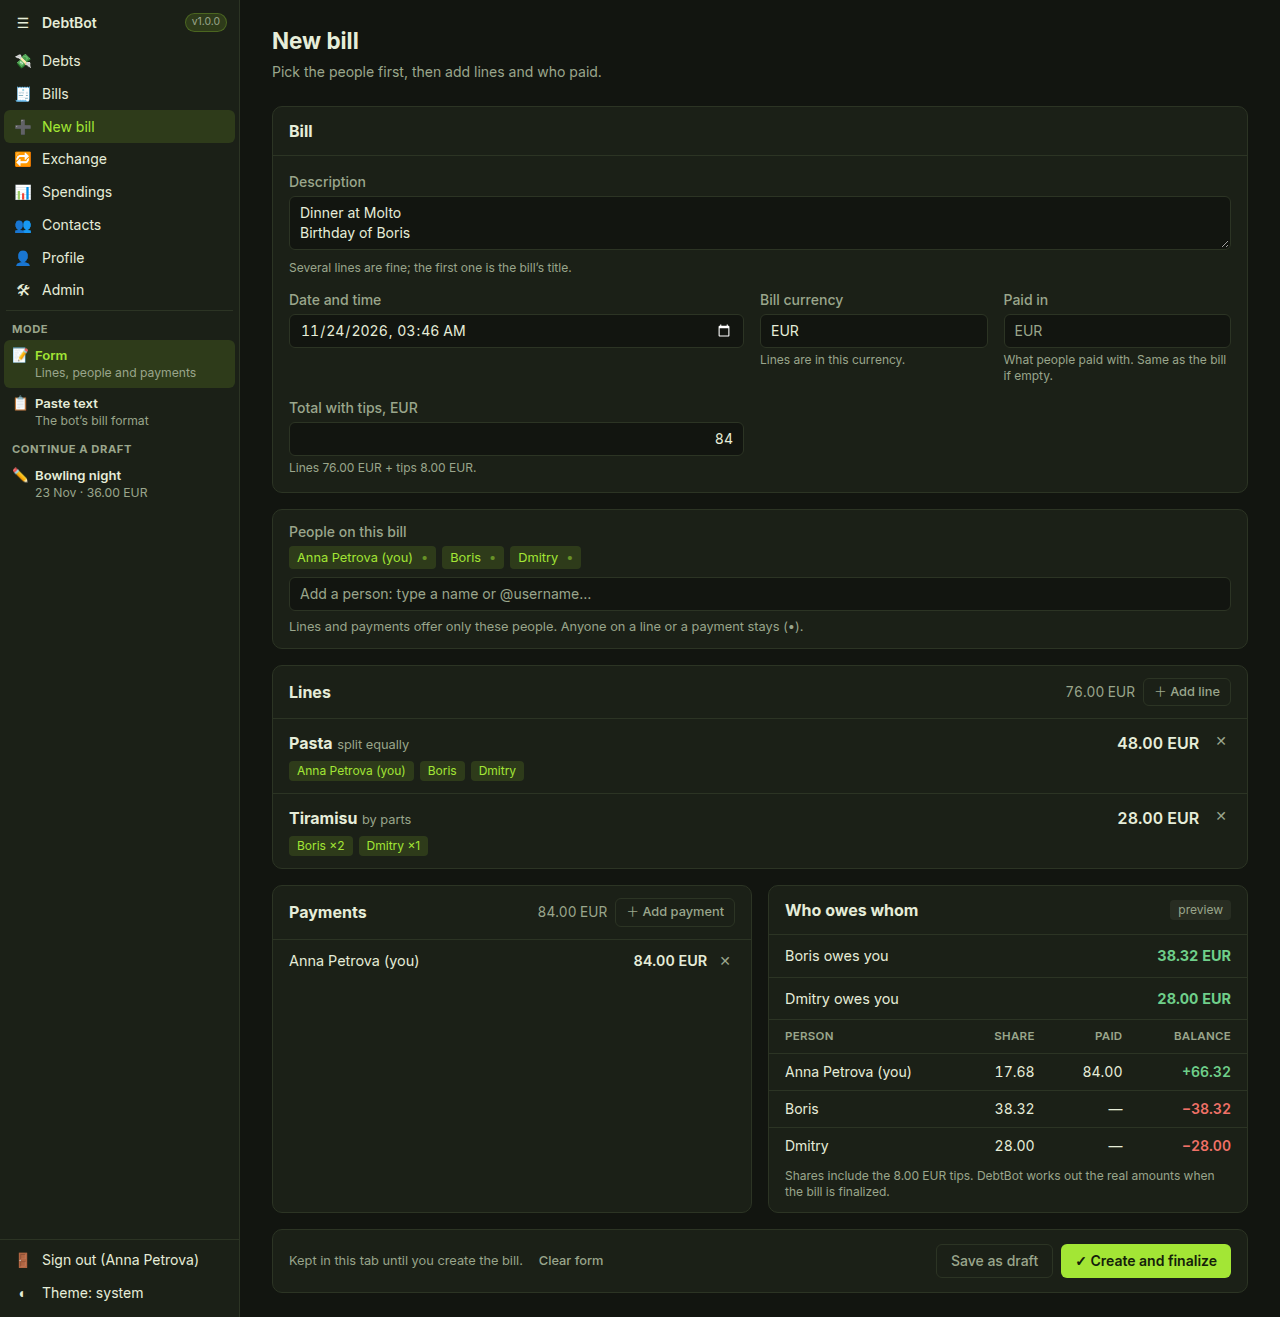 ☰ DebtBot v1.0.0
Debts
Bills
New bill
Exchange
Spendings
Contacts
Profile
Admin
MODE
Form
Lines, people and payments
Paste text
The bot’s bill format
CONTINUE A DRAFT
Bowling night
23 Nov · 36.00 EUR
Sign out (Anna Petrova)
Theme: system
New bill
Pick the people first, then add lines and who paid.
Bill
Description
Dinner at Molto
Birthday of Boris
Several lines are fine; the first one is the bill’s title.
Date and time
11/24/2026, 03:46 AM
Bill currency
EUR
Lines are in this currency.
Paid in
EUR
What people paid with. Same as the bill
if empty.
Total with tips, EUR
84
Lines 76.00 EUR + tips 8.00 EUR.
People on this bill
Anna Petrova (you) • Boris • Dmitry •
Add a person: type a name or @username...
Lines and payments offer only these people. Anyone on a line or a payment stays (•).
Lines 76.00 EUR + Add line
Pasta split equally 48.00 EUR ✕
Anna Petrova (you) Boris Dmitry
Tiramisu by parts 28.00 EUR ✕
Boris ×2 Dmitry ×1
Payments 84.00 EUR + Add payment
Anna Petrova (you) 84.00 EUR ✕
Who owes whom preview
Boris owes you 38.32 EUR
Dmitry owes you 28.00 EUR
PERSON SHARE PAID BALANCE
Anna Petrova (you) 17.68 84.00 +66.32
Boris 38.32 — −38.32
Dmitry 28.00 — −28.00
Shares include the 8.00 EUR tips. DebtBot works out the real amounts when
the bill is finalized.
Kept in this tab until you create the bill. Clear form Save as draft ✓ Create and finalize